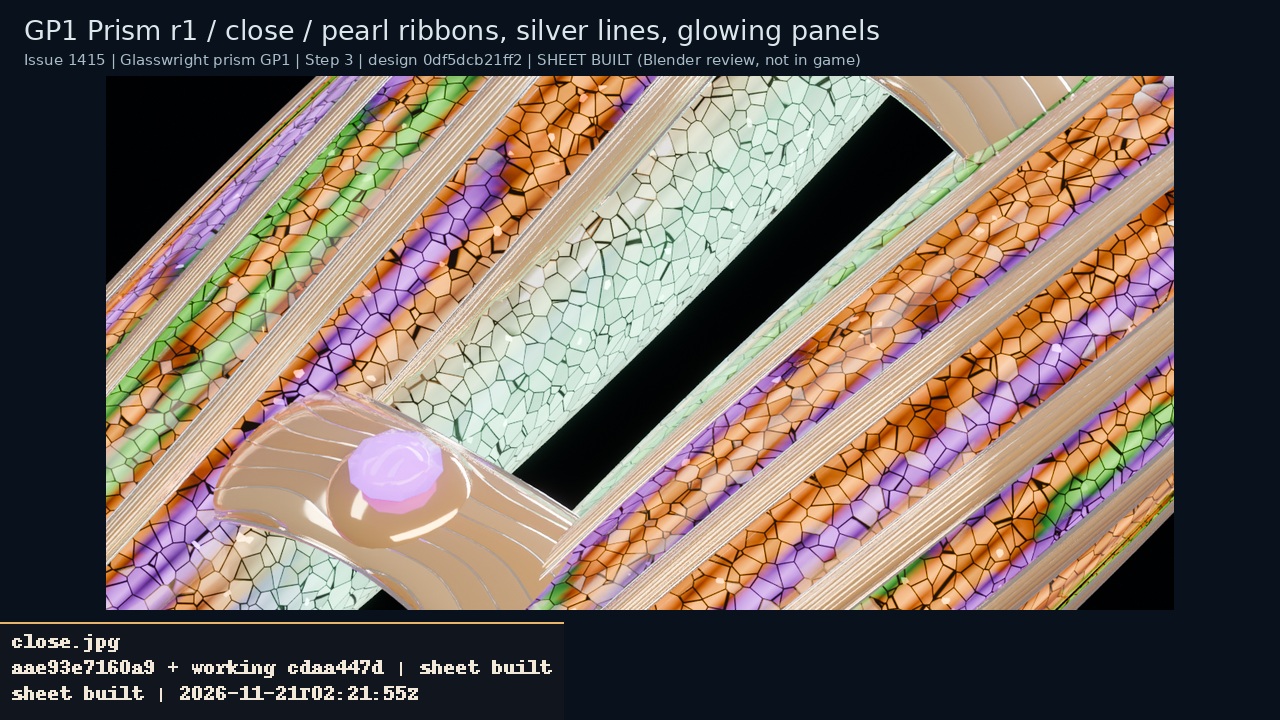 GP1 Prism r1 / close / pearl ribbons, silver lines, glowing panels
Issue 1415 | Glasswright prism GP1 | Step 3 | design 0df5dcb21ff2 | SHEET BUILT (Blender review, not in game)
close.jpg
aae93e7160a9 + working cdaa447d | sheet built
sheet built | 2026-11-21T02:21:55Z